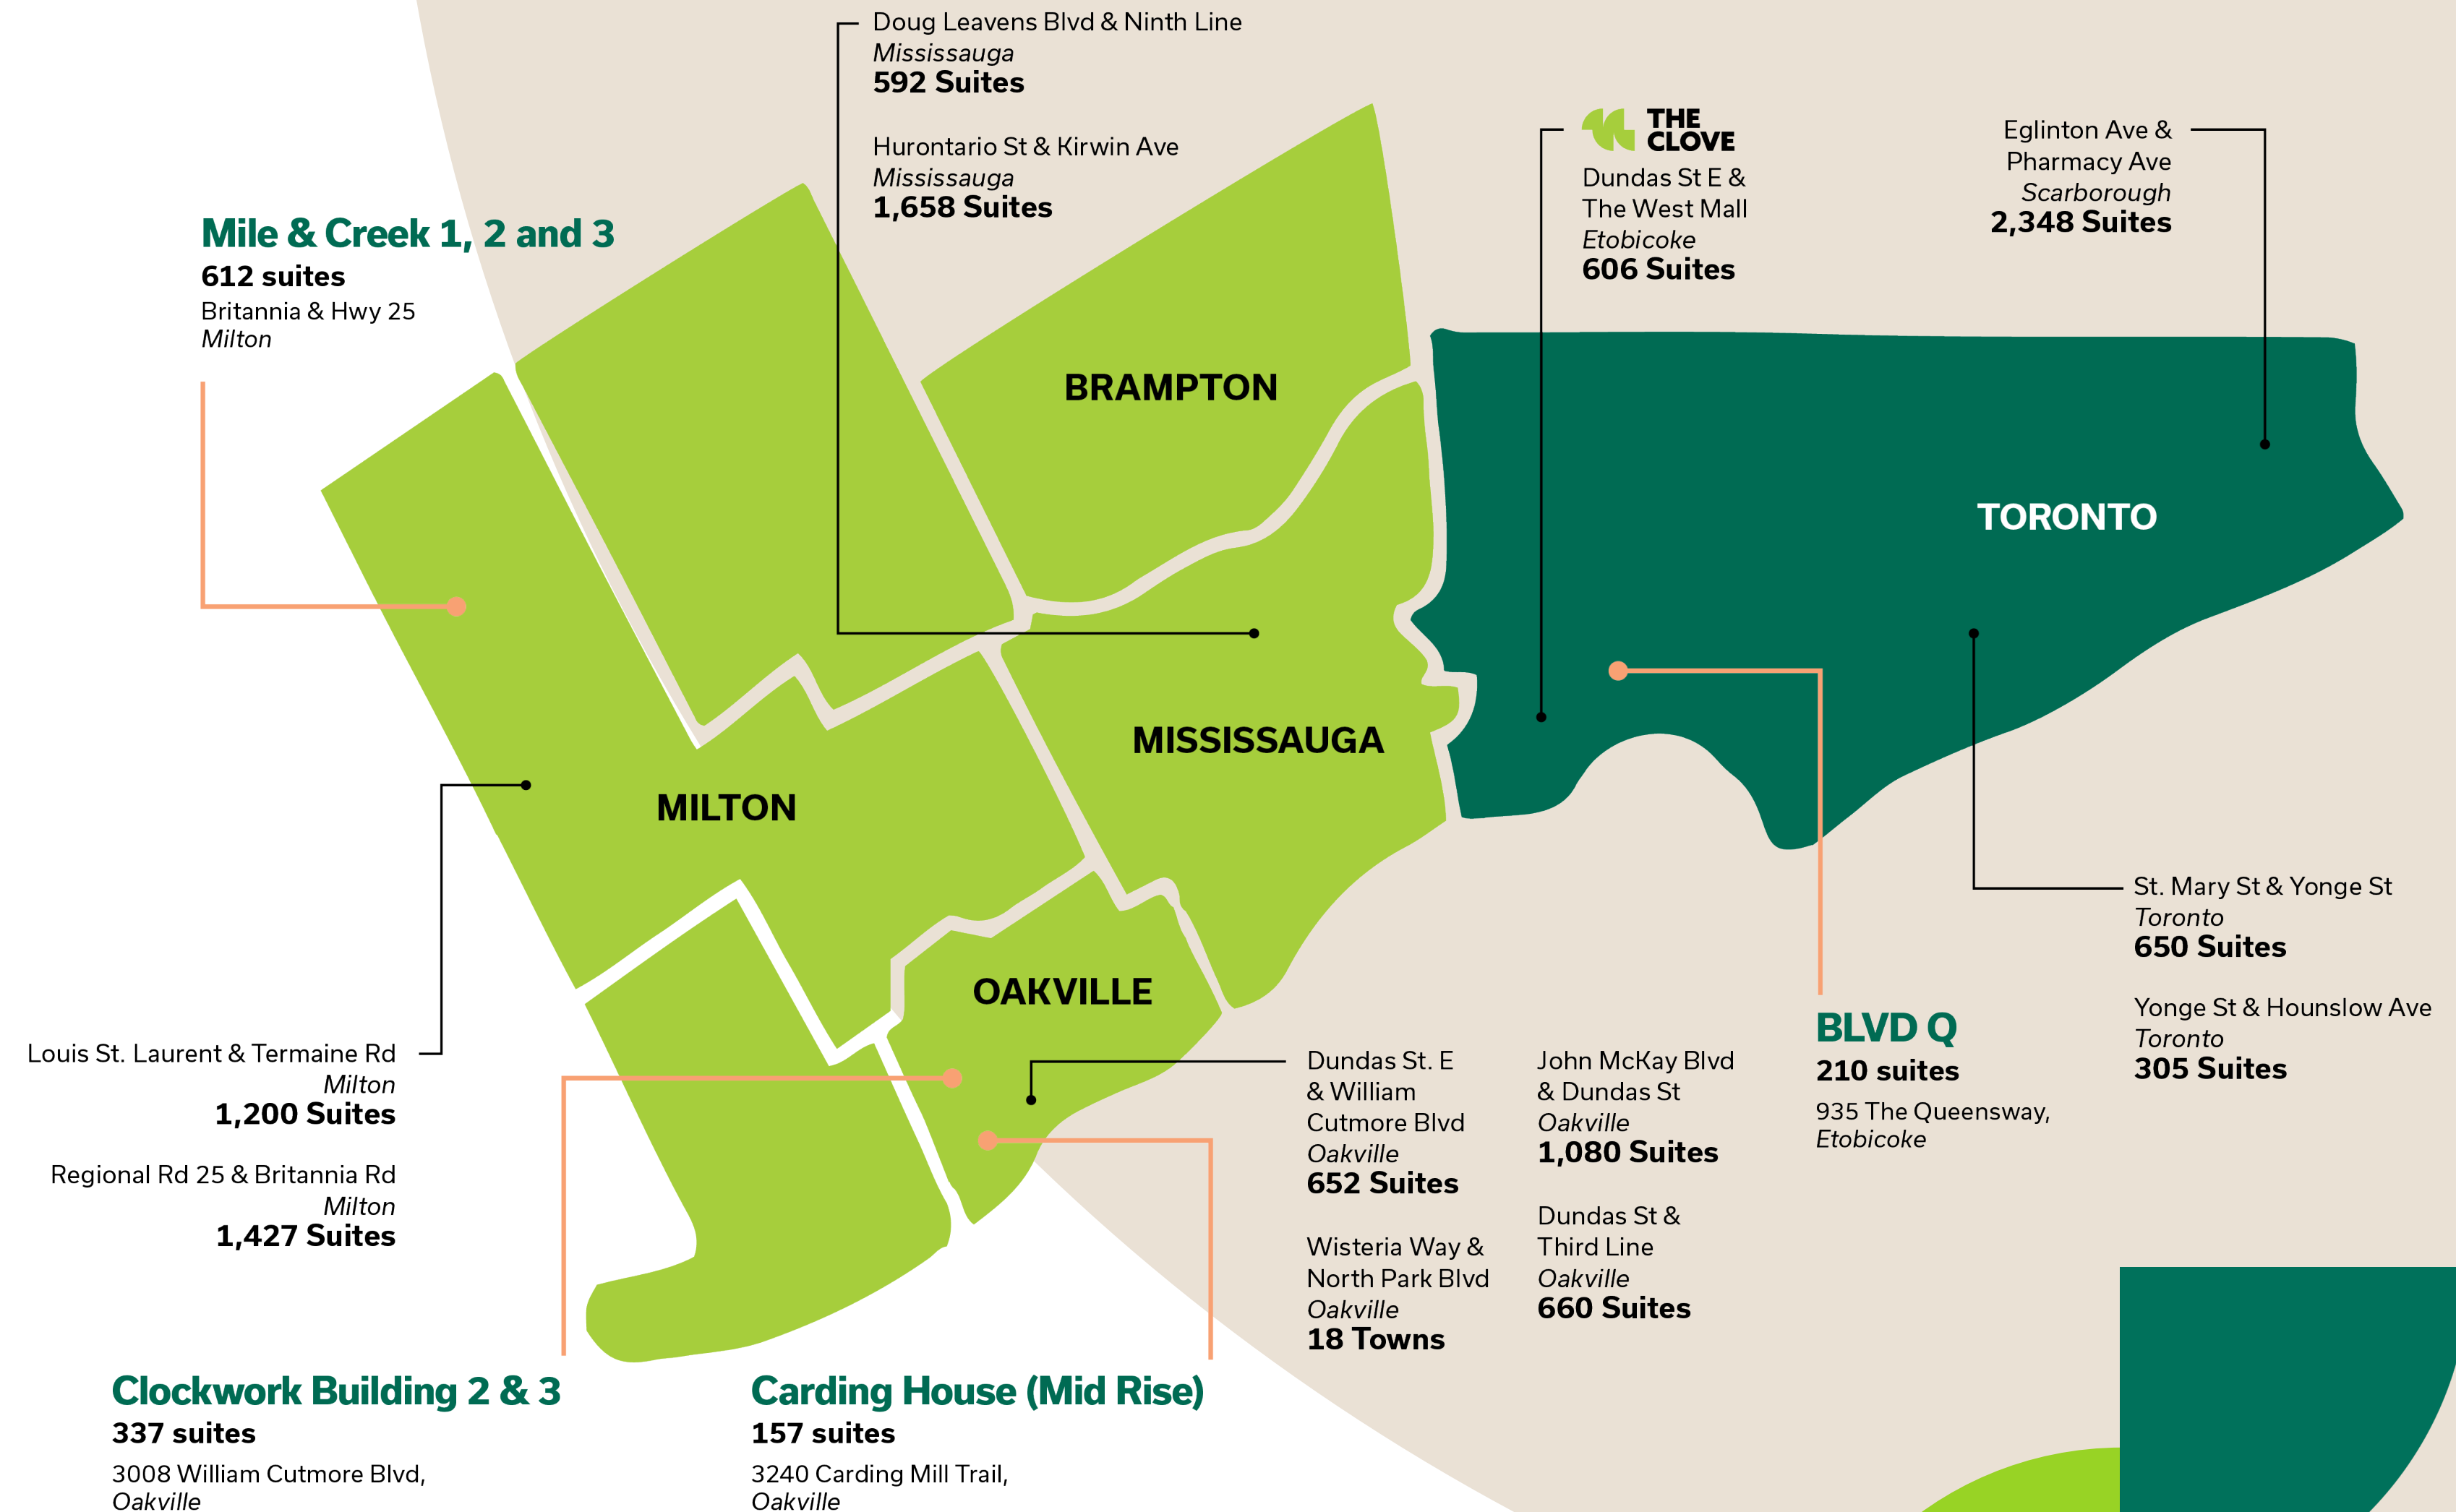 Doug Leavens Blvd & Ninth Line
Mississauga
592 Suites
Hurontario St & Kirwin Ave
Mississauga
1,658 Suites
THE
CLOVE
Dundas St E &
The West Mall
Etobicoke
606 Suites
Eglinton Ave &
Pharmacy Ave
Scarborough
2,348 Suites
Mile & Creek 1, 2 and 3
612 suites
Britannia & Hwy 25
Milton
BRAMPTON
TORONTO
MISSISSAUGA
MILTON
OAKVILLE
St. Mary St & Yonge St
Toronto
650 Suites
Yonge St & Hounslow Ave
Toronto
305 Suites
BLVD Q
210 suites
935 The Queensway,
Etobicoke
Louis St. Laurent & Termaine Rd
Milton
1,200 Suites
Regional Rd 25 & Britannia Rd
Milton
1,427 Suites
Dundas St. E
& William
Cutmore Blvd
Oakville
652 Suites
Wisteria Way &
North Park Blvd
Oakville
18 Towns
John McKay Blvd
& Dundas St
Oakville
1,080 Suites
Dundas St &
Third Line
Oakville
660 Suites
Clockwork Building 2 & 3
337 suites
3008 William Cutmore Blvd,
Oakville
Carding House (Mid Rise)
157 suites
3240 Carding Mill Trail,
Oakville